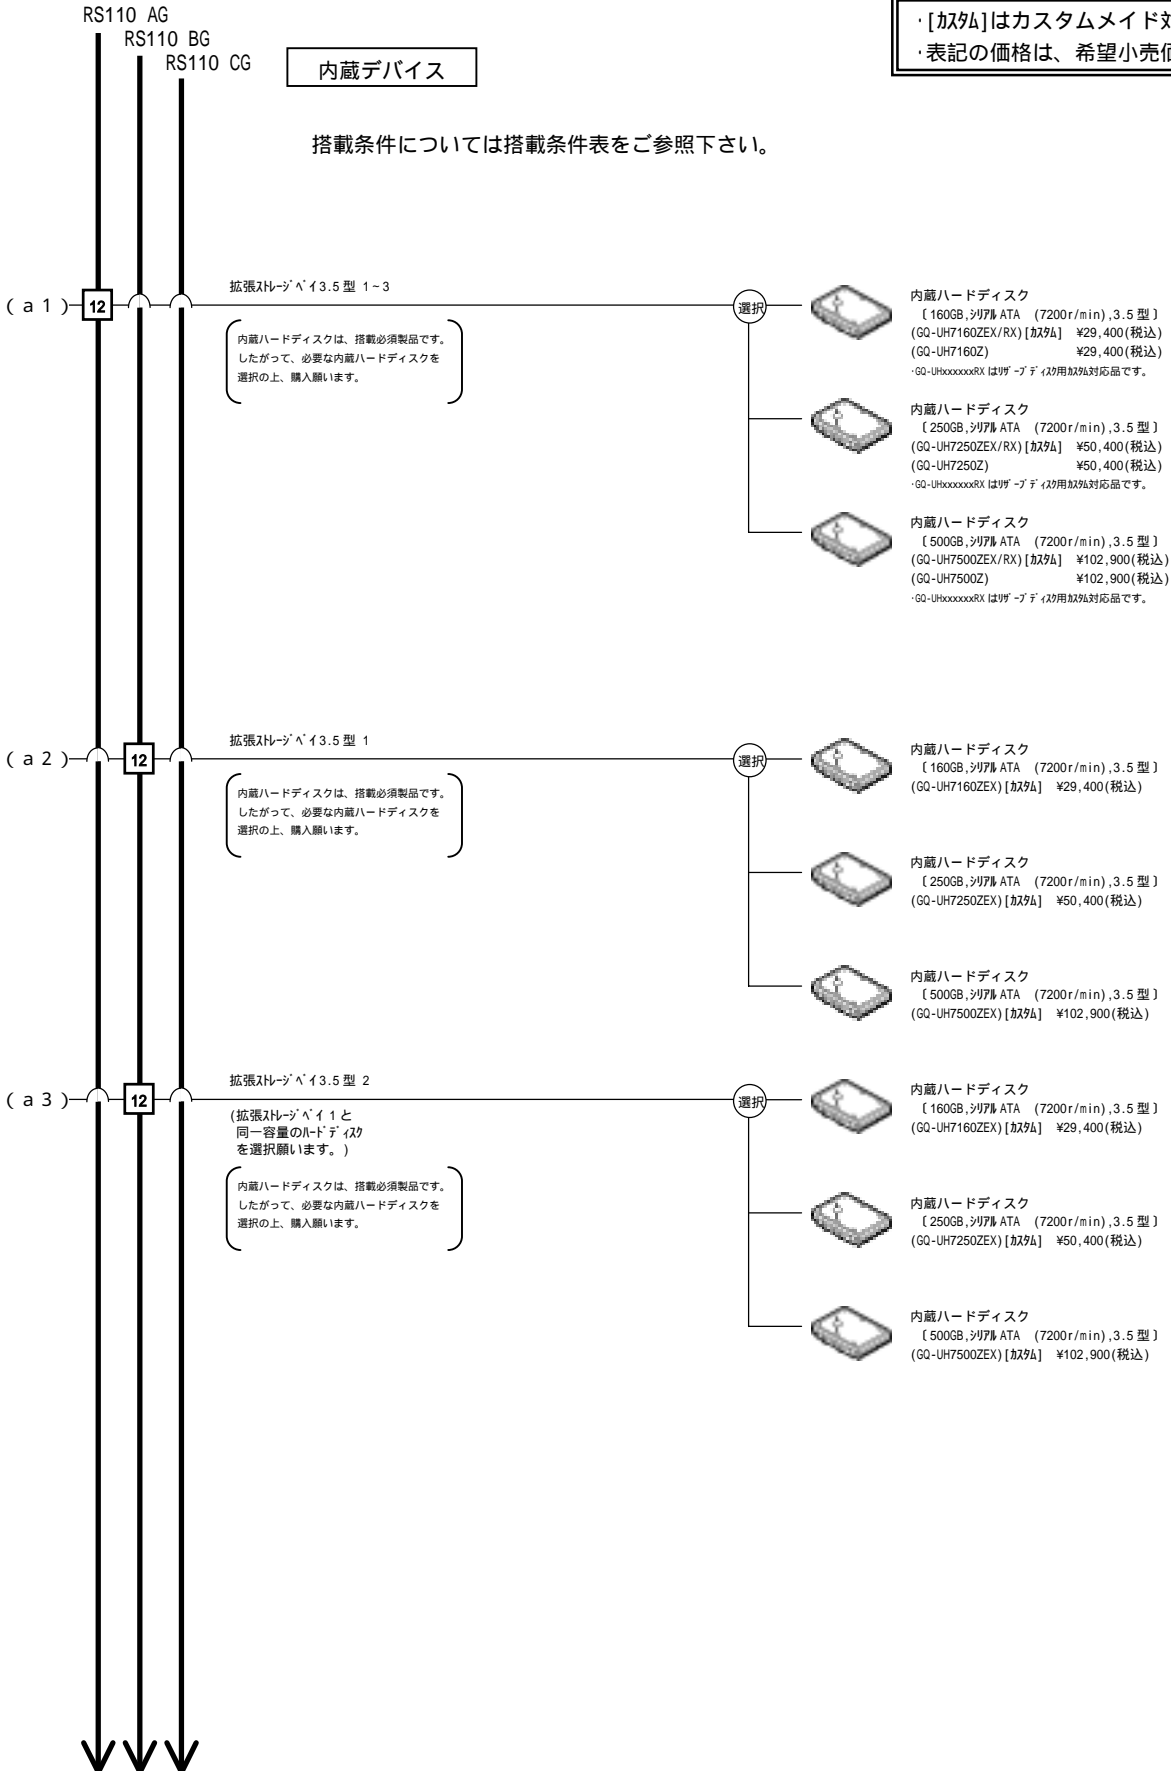 RS110 AG
RS110 BG
RS110 CG
内蔵デバイス
・[カスタム]はカスタムメイド
・表記の価格は、希望小売価
搭載条件については搭載条件表をご参照下さい。
(a1)
12
拡張ストレージベイ3.5型 1~3
内蔵ハードディスクは、搭載必須製品です。
したがって、必要な内蔵ハードディスクを
選択の上、購入願います。
選択
内蔵ハードディスク
〔160GB,シリアルATA (7200r/min),3.5型〕
(GQ-UH7160ZEX/RX)[カスタム] ¥29,400(税込)
(GQ-UH7160Z) ¥29,400(税込)
・GQ-UHxxxxxxRXはリザーブディスク用カスタム対応品です。
内蔵ハードディスク
〔250GB,シリアルATA (7200r/min),3.5型〕
(GQ-UH7250ZEX/RX)[カスタム] ¥50,400(税込)
(GQ-UH7250Z) ¥50,400(税込)
・GQ-UHxxxxxxRXはリザーブディスク用カスタム対応品です。
内蔵ハードディスク
〔500GB,シリアルATA (7200r/min),3.5型〕
(GQ-UH7500ZEX/RX)[カスタム] ¥102,900(税込)
(GQ-UH7500Z) ¥102,900(税込)
・GQ-UHxxxxxxRXはリザーブディスク用カスタム対応品です。
(a2)
12
拡張ストレージベイ3.5型 1
内蔵ハードディスクは、搭載必須製品です。
したがって、必要な内蔵ハードディスクを
選択の上、購入願います。
選択
内蔵ハードディスク
〔160GB,シリアルATA (7200r/min),3.5型〕
(GQ-UH7160ZEX)[カスタム] ¥29,400(税込)
内蔵ハードディスク
〔250GB,シリアルATA (7200r/min),3.5型〕
(GQ-UH7250ZEX)[カスタム] ¥50,400(税込)
内蔵ハードディスク
〔500GB,シリアルATA (7200r/min),3.5型〕
(GQ-UH7500ZEX)[カスタム] ¥102,900(税込)
(a3)
12
拡張ストレージベイ3.5型 2
(拡張ストレージベイ1と
同一容量のハードディスク
を選択願います。)
内蔵ハードディスクは、搭載必須製品です。
したがって、必要な内蔵ハードディスクを
選択の上、購入願います。
選択
内蔵ハードディスク
〔160GB,シリアルATA (7200r/min),3.5型〕
(GQ-UH7160ZEX)[カスタム] ¥29,400(税込)
内蔵ハードディスク
〔250GB,シリアルATA (7200r/min),3.5型〕
(GQ-UH7250ZEX)[カスタム] ¥50,400(税込)
内蔵ハードディスク
〔500GB,シリアルATA (7200r/min),3.5型〕
(GQ-UH7500ZEX)[カスタム] ¥102,900(税込)